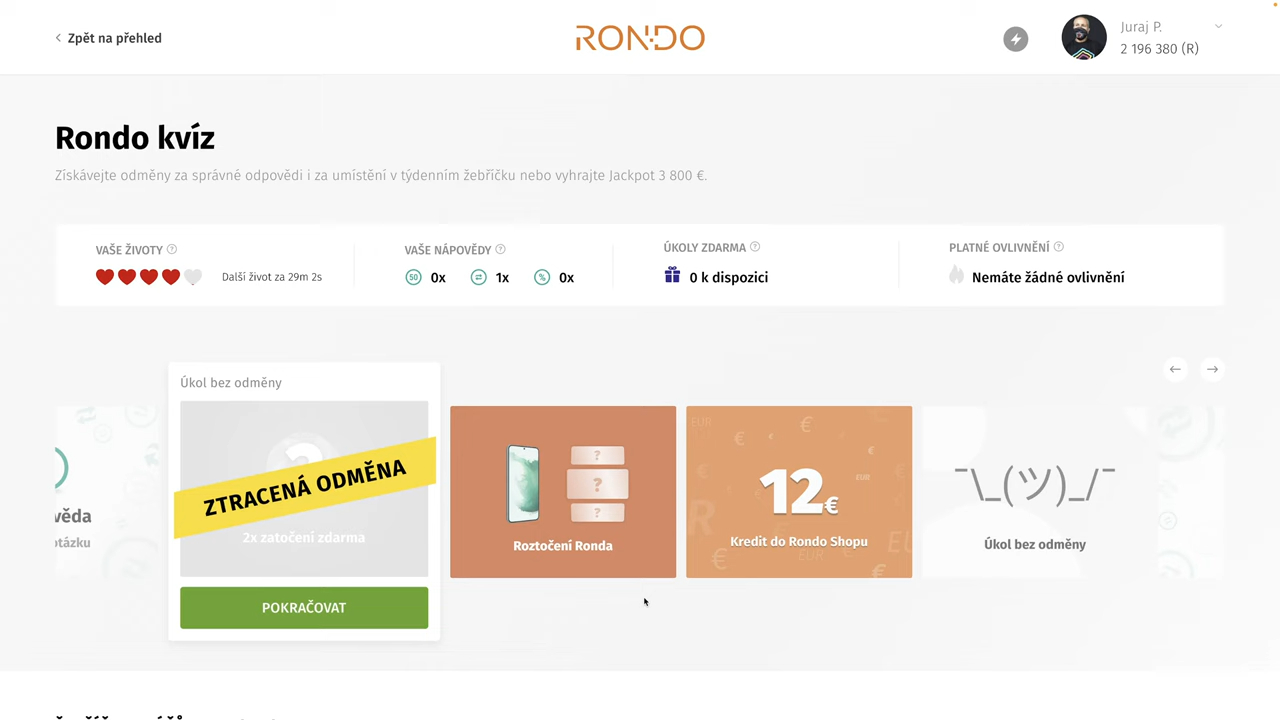 Zpět na přehled
RONDO
Juraj P.
2 196 380 (R)
Rondo kvíz
Získávejte odměny za správné odpovědi i za umístění v týdenním žebříčku nebo vyhrajte Jackpot 3 800 €.
VAŠE ŽIVOTY
Další život za 29m 2s
VAŠE NÁPOVĚDY
50 0x 1x % 0x
ÚKOLY ZDARMA
0 k dispozici
PLATNÉ OVLIVNĚNÍ
Nemáte žádné ovlivnění
Úkol bez odměny
ZTRACENÁ ODMĚNA
2x zatočení zdarma
POKRAČOVAT
Roztočení Ronda
12€
Kredit do Rondo Shopu
¯\_(ツ)_/¯
Úkol bez odměny